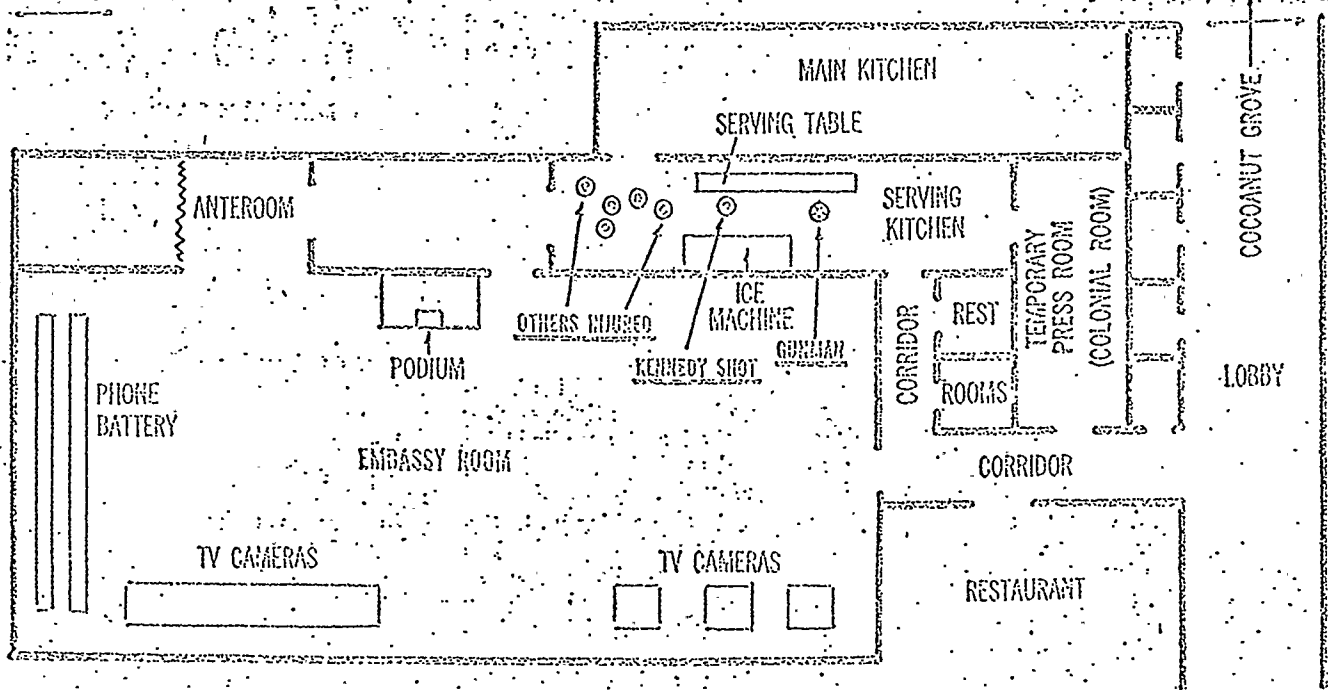 MAIN KITCHEN
SERVING TABLE
COCOANUT GROVE
ANTEROOM
SERVING
KITCHEN
TEMPORARY
PRESS ROOM
(COLONIAL ROOM)
OTHERS INJURED
ICE
MACHINE
KENNEDY SHOT
GUNMAN
PODIUM
CORRIDOR
REST
ROOMS
LOBBY
PHONE
BATTERY
EMBASSY ROOM
CORRIDOR
TV CAMERAS
TV CAMERAS
RESTAURANT